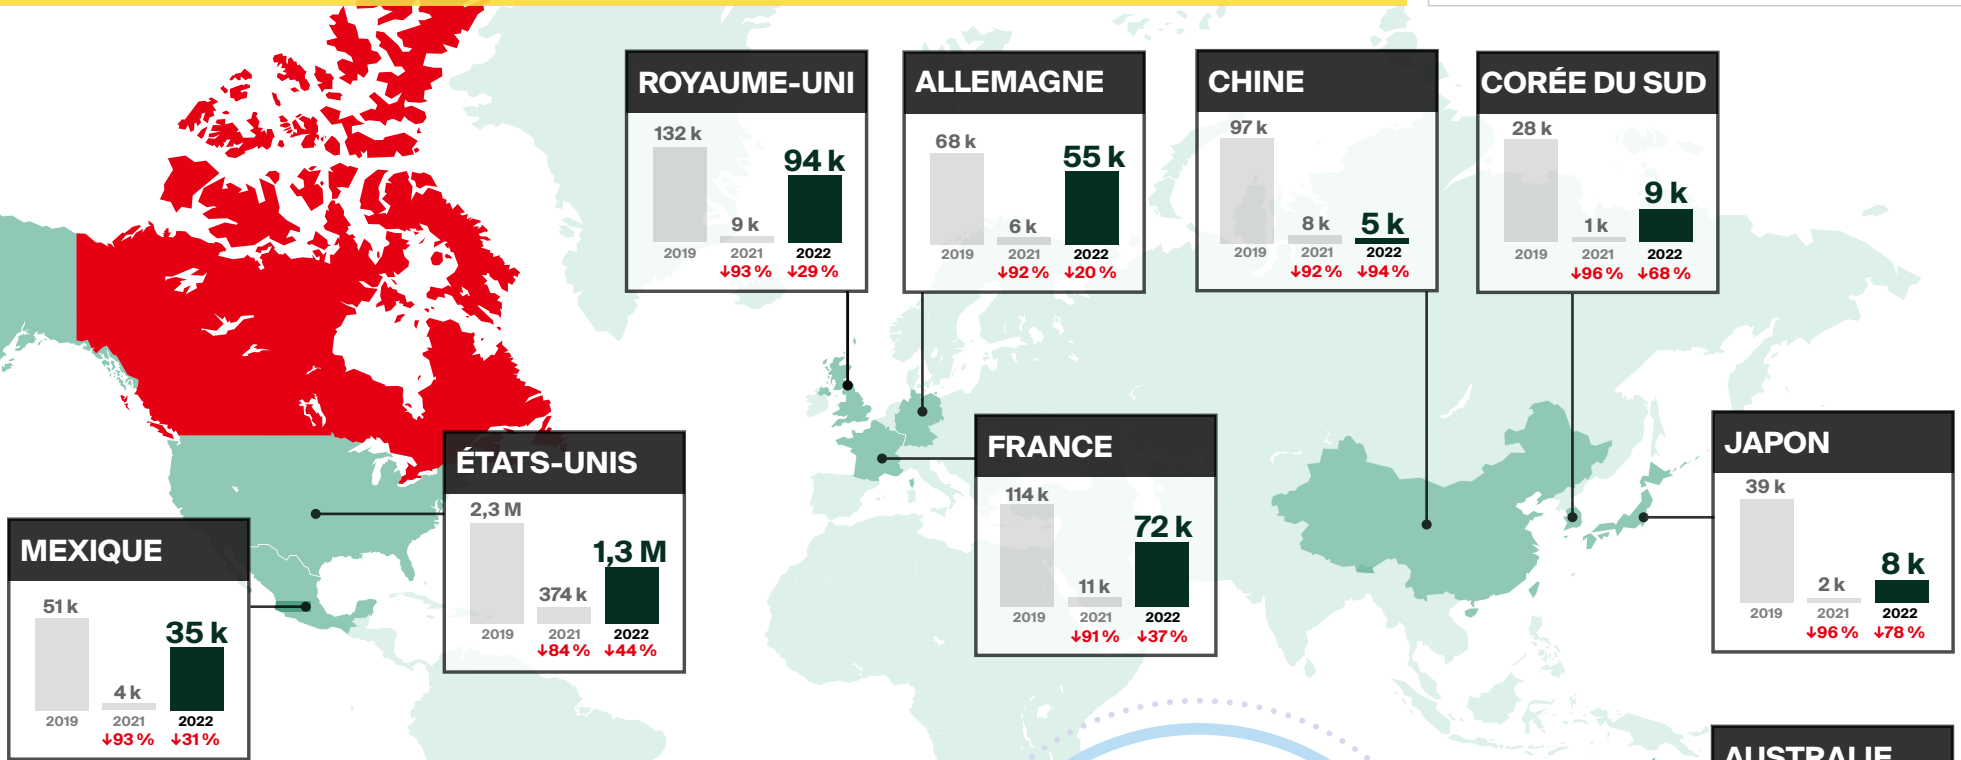 ROYAUME-UNI
132 k
9 k
94 k
2019
2021
2022
↓93 %
↓29 %
ALLEMAGNE
68 k
6 k
55 k
2019
2021
2022
↓92 %
↓20 %
CHINE
97 k
8 k
5 k
2019
2021
2022
↓92 %
↓94 %
CORÉE DU SUD
28 k
1 k
9 k
2019
2021
2022
↓96 %
↓68 %
MEXIQUE
51 k
4 k
35 k
2019
2021
2022
↓93 %
↓31 %
ÉTATS-UNIS
2,3 M
374 k
1,3 M
2019
2021
2022
↓84 %
↓44 %
FRANCE
114 k
11 k
72 k
2019
2021
2022
↓91 %
↓37 %
JAPON
39 k
2 k
8 k
2019
2021
2022
↓96 %
↓78 %
AUSTRALIE